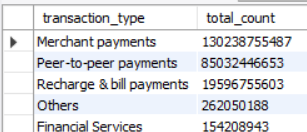 transaction_type total_count
Merchant payments 130238755487
Peer-to-peer payments 85032446653
Recharge & bill payments 19596755603
Others 262050188
Financial Services 154208943